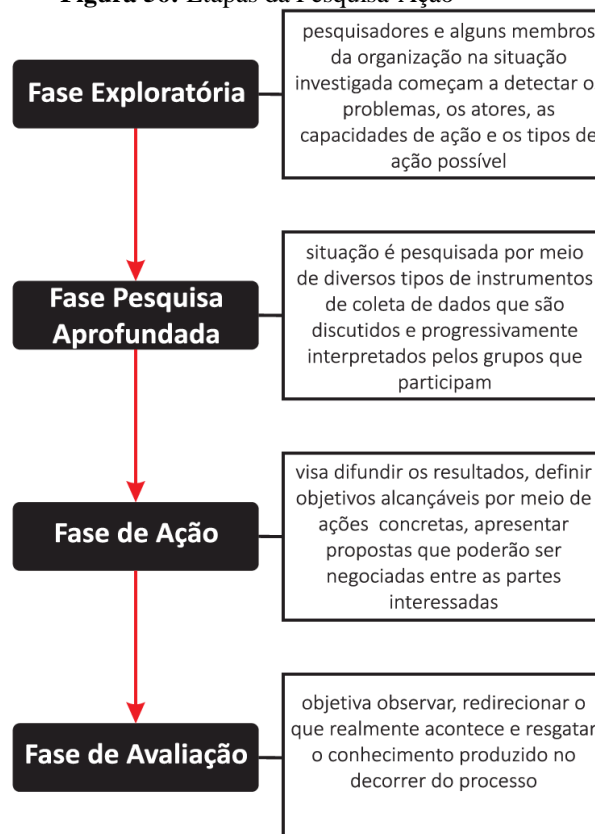 Figura 30: Etapas da Pesquisa-Ação
Fase Exploratória
pesquisadores e alguns membros
da organização na situação
investigada começam a detectar o
problemas, os atores, as
capacidades de ação e os tipos de
ação possível
Fase Pesquisa
Aprofundada
situação é pesquisada por meio
de diversos tipos de instrumentos
de coleta de dados que são
discutidos e progressivamente
interpretados pelos grupos que
participam
Fase de Ação
visa difundir os resultados, definir
objetivos alcançáveis por meio de
ações concretas, apresentar
propostas que poderão ser
negociadas entre as partes
interessadas
Fase de Avaliação
objetiva observar, redirecionar o
que realmente acontece e resgatar
o conhecimento produzido no
decorrer do processo